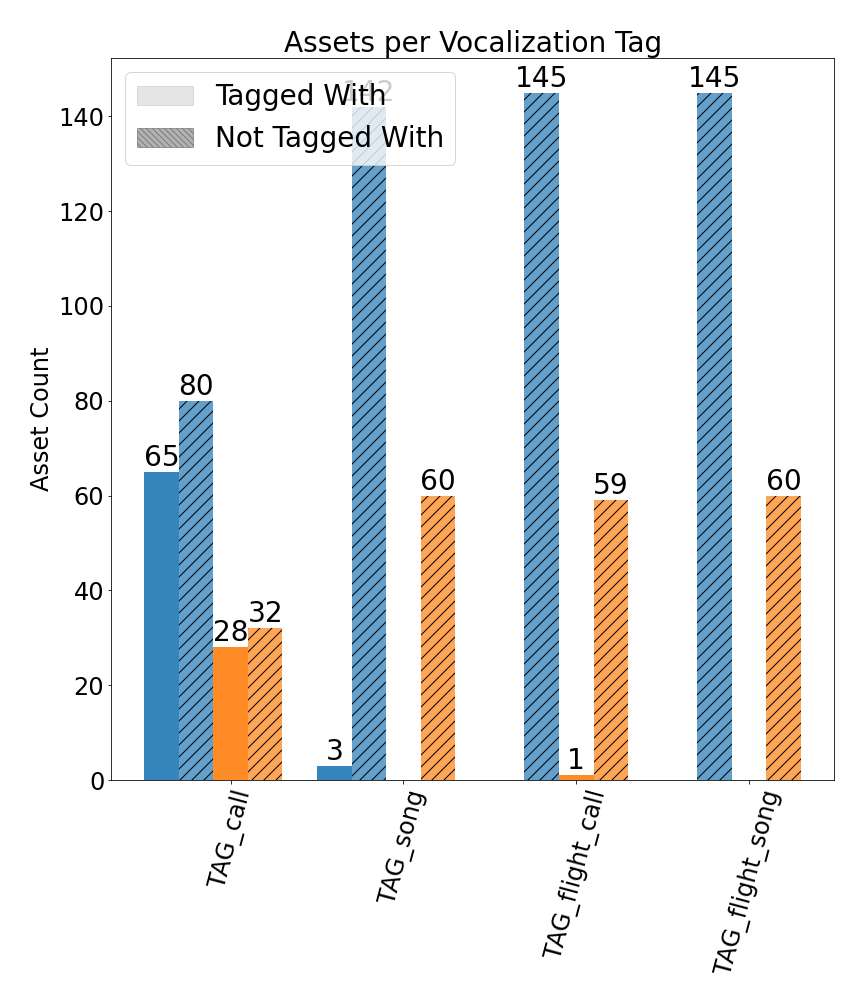 Assets per Vocalization Tag
Tagged With
Not Tagged With
142
145
145
140
120
100
80
60
40
20
0
Asset Count
65
80
28
32
3
60
1
59
60
TAG_call
TAG_song
TAG_flight_call
TAG_flight_song